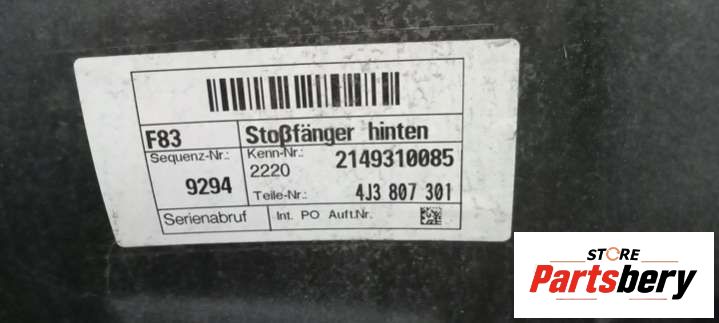 F83 Stoßfänger hinten
Sequenz-Nr.: Kenn-Nr.: 2149310085
2220
9294 Teile-Nr.: 4J3 807 301
Serienabruf Int. PO Auft.Nr.
STORE
Partsbery